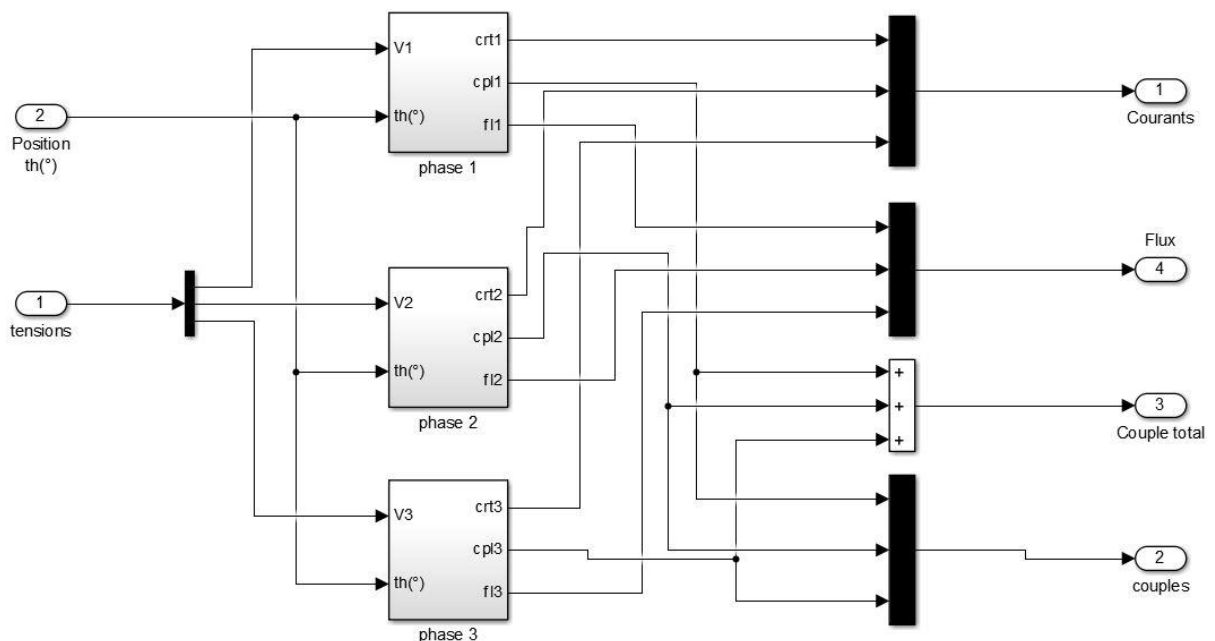 2
Position
th(°)
1
tensions
V1
th(°)
crt1
cpl1
fl1
phase 1
V2
th(°)
crt2
cpl2
fl2
phase 2
V3
th(°)
crt3
cpl3
fl3
phase 3
+
+
+
1
Courants
Flux
4
3
Couple total
2
couples